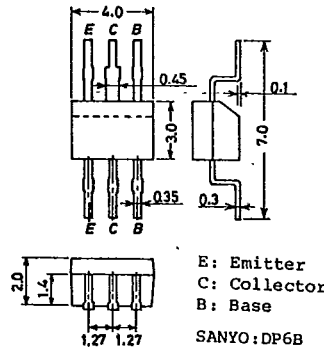 4.0
E C B
0.45
3.0
0.1
7.0
0.35
0.3
E C B
2.0
1.4
1.27 1.27
E: Emitter
C: Collector
B: Base
SANYO:DP6B